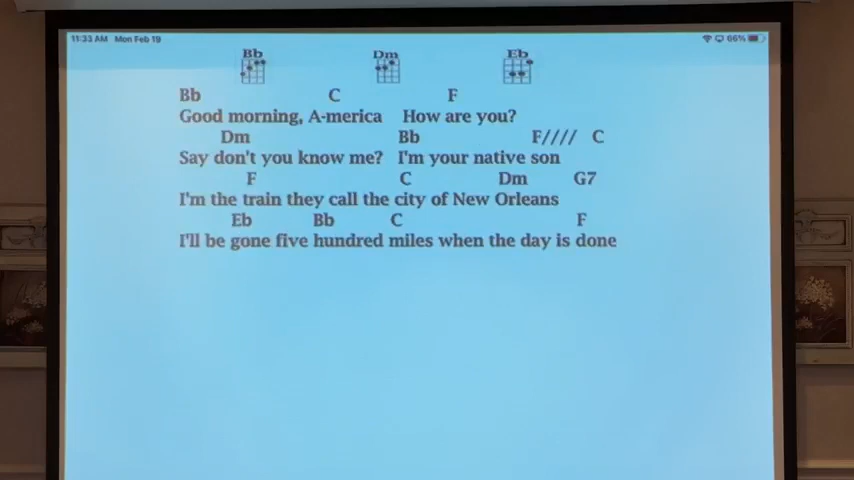 11:33 AM Mon Feb 19
66%
Bb Dm Eb
Bb C F
Good morning, A-merica How are you?
Dm Bb F//// C
Say don't you know me? I'm your native son
F C Dm G7
I'm the train they call the city of New Orleans
Eb Bb C F
I'll be gone five hundred miles when the day is done